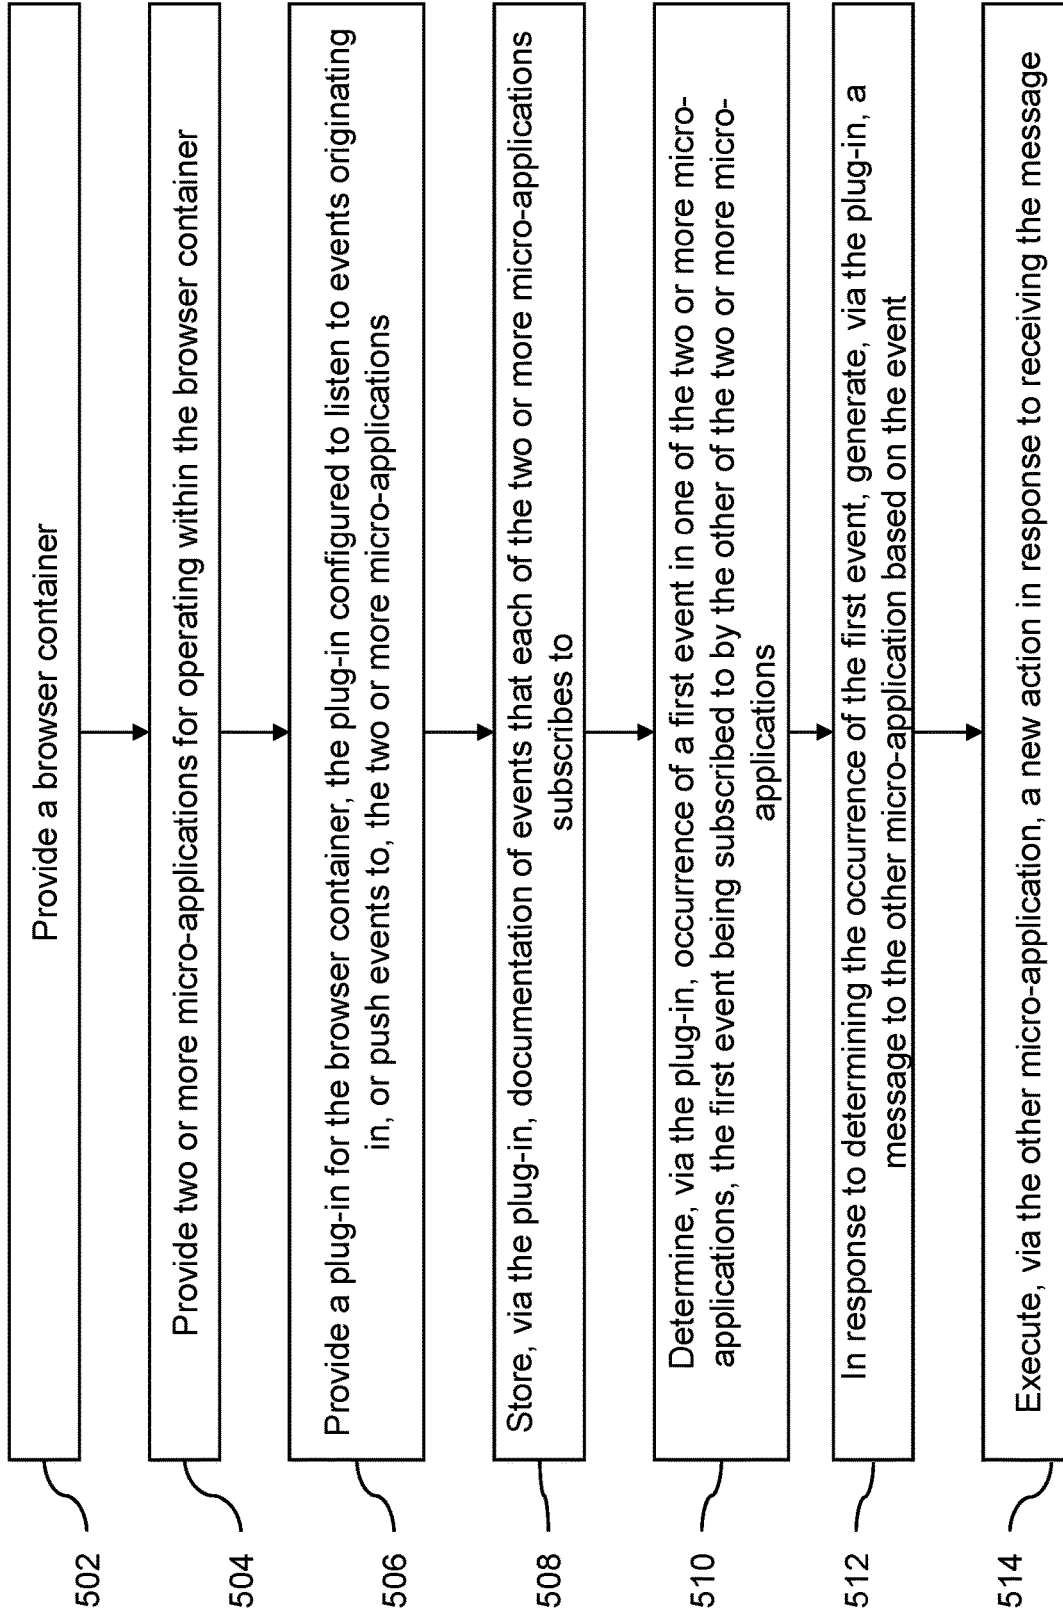 502
Provide a browser container
504
Provide two or more micro-applications for operating within the browser container
506
Provide a plug-in for the browser container, the plug-in configured to listen to events originating
in, or push events to, the two or more micro-applications
508
Store, via the plug-in, documentation of events that each of the two or more micro-applications
subscribes to
510
Determine, via the plug-in, occurrence of a first event in one of the two or more micro-
applications, the first event being subscribed to by the other of the two or more micro-
applications
512
In response to determining the occurrence of the first event, generate, via the plug-in, a
message to the other micro-application based on the event
514
Execute, via the other micro-application, a new action in response to receiving the message